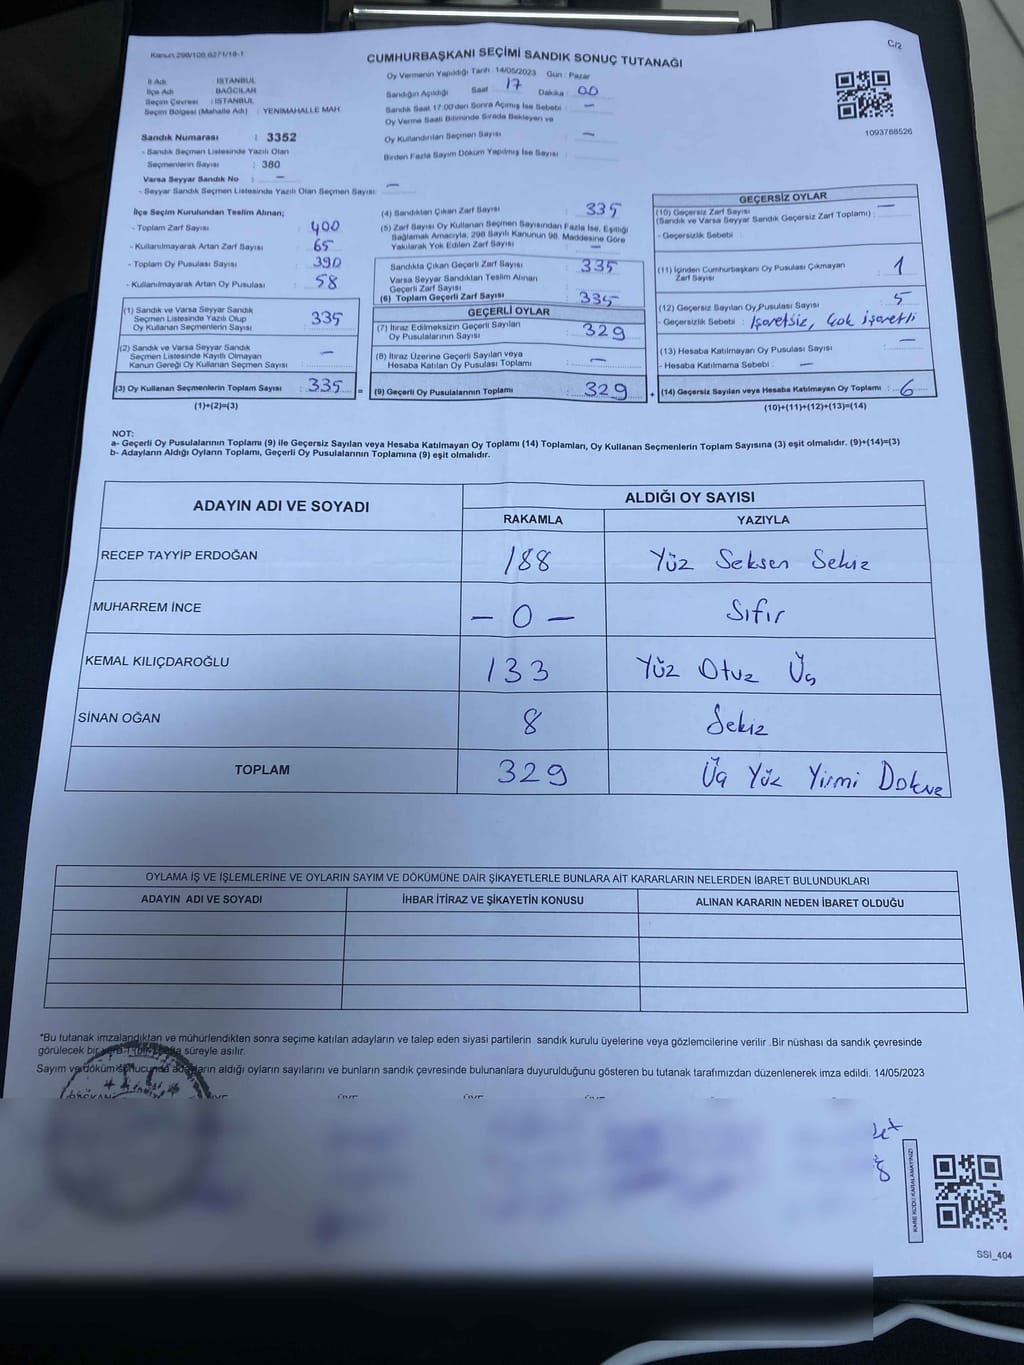 Kanun 298/106,6271/18-1
C/2
CUMHURBAŞKANI SEÇİMİ SANDIK SONUÇ TUTANAĞI
İl Adı : İSTANBUL
İlçe Adı : BAĞCILAR
Seçim Çevresi : İSTANBUL
Seçim Bölgesi (Mahalle Adı) : YENİMAHALLE MAH.
Sandık Numarası : 3352
- Sandık Seçmen Listesinde Yazılı Olan
Seçmenlerin Sayısı : 380
Varsa Seyyar Sandık No : —
- Seyyar Sandık Seçmen Listesinde Yazılı Olan Seçmen Sayısı: —
Oy Vermenin Yapıldığı Tarih :14/05/2023 Gün : Pazar
Sandığın Açıldığı Saat : 17 Dakika : 00
Sandık Saat 17:00'den Sonra Açmış İse Sebebi : —
Oy Verme Saati Bitiminde Sırada Bekleyen ve
Oy Kullandırılan Seçmen Sayısı : —
Birden Fazla Sayım Döküm Yapılmış İse Sayısı :
1093788526
İlçe Seçim Kurulundan Teslim Alınan;
- Toplam Zarf Sayısı : 400
- Kullanılmayarak Artan Zarf Sayısı : 65
- Toplam Oy Pusulası Sayısı : 390
- Kullanılmayarak Artan Oy Pusulası : 58
(1) Sandık ve Varsa Seyyar Sandık
Seçmen Listesinde Yazılı Olup
Oy Kullanan Seçmenlerin Sayısı : 335
(2) Sandık ve Varsa Seyyar Sandık
Seçmen Listesinde Kayıtlı Olmayan
Kanun Gereği Oy Kullanan Seçmen Sayısı : —
(3) Oy Kullanan Seçmenlerin Toplam Sayısı : 335 =
(1)+(2)=(3)
(4) Sandıktan Çıkan Zarf Sayısı : 335
(5) Zarf Sayısı Oy Kullanan Seçmen Sayısından Fazla İse, Eşitliği
Sağlamak Amacıyla, 298 Sayılı Kanunun 98. Maddesine Göre
Yakılarak Yok Edilen Zarf Sayısı : —
Sandıkta Çıkan Geçerli Zarf Sayısı : 335
Varsa Seyyar Sandıktan Teslim Alınan
Geçerli Zarf Sayısı :
(6) Toplam Geçerli Zarf Sayısı : 335
GEÇERLİ OYLAR
(7) İtiraz Edilmeksizin Geçerli Sayılan
Oy Pusulalarının Sayısı : 329
(8) İtiraz Üzerine Geçerli Sayılan veya
Hesaba Katılan Oy Pusulası Toplamı : —
(9) Geçerli Oy Pusulalarının Toplamı : 329 +
GEÇERSİZ OYLAR
(10) Geçersiz Zarf Sayısı
(Sandık ve Varsa Seyyar Sandık Geçersiz Zarf Toplamı) : —
- Geçersizlik Sebebi :
(11) İçinden Cumhurbaşkanı Oy Pusulası Çıkmayan
Zarf Sayısı : 1
(12) Geçersiz Sayılan Oy Pusulası Sayısı : 5
- Geçersizlik Sebebi : İşaretsiz, Çok işaretli
(13) Hesaba Katılmayan Oy Pusulası Sayısı : —
- Hesaba Katılmama Sebebi : —
(14) Geçersiz Sayılan veya Hesaba Katılmayan Oy Toplamı : 6
(10)+(11)+(12)+(13)=(14)
NOT:
a- Geçerli Oy Pusulalarının Toplamı (9) ile Geçersiz Sayılan veya Hesaba Katılmayan Oy Toplamı (14) Toplamları, Oy Kullanan Seçmenlerin Toplam Sayısına (3) eşit olmalıdır. (9)+(14)=(3)
b- Adayların Aldığı Oyların Toplamı, Geçerli Oy Pusulalarının Toplamına (9) eşit olmalıdır.
ADAYIN ADI VE SOYADI
ALDIĞI OY SAYISI
RAKAMLA YAZIYLA
RECEP TAYYİP ERDOĞAN 188 Yüz Seksen Sekiz
MUHARREM İNCE — 0 — Sıfır
KEMAL KILIÇDAROĞLU 133 Yüz Otuz Üç
SİNAN OĞAN 8 Sekiz
TOPLAM 329 Üç Yüz Yirmi Dokuz
OYLAMA İŞ VE İŞLEMLERİNE VE OYLARIN SAYIM VE DÖKÜMÜNE DAİR ŞİKAYETLERLE BUNLARA AİT KARARLARIN NELERDEN İBARET BULUNDUKLARI
ADAYIN ADI VE SOYADI İHBAR İTİRAZ VE ŞİKAYETİN KONUSU ALINAN KARARIN NEDEN İBARET OLDUĞU
*Bu tutanak imzalandıktan ve mühürlendikten sonra seçime katılan adayların ve talep eden siyasi partilerin sandık kurulu üyelerine veya gözlemcilerine verilir .Bir nüshası da sandık çevresinde
görülecek bir süreyle asılır.
Sayım ve döküm sonucunda adayların aldığı oyların sayılarını ve bunların sandık çevresinde bulunanlara duyurulduğunu gösteren bu tutanak tarafımızdan düzenlenerek imza edildi. 14/05/2023
KARE KODU KARALAMAYINIZ!
SSI_404